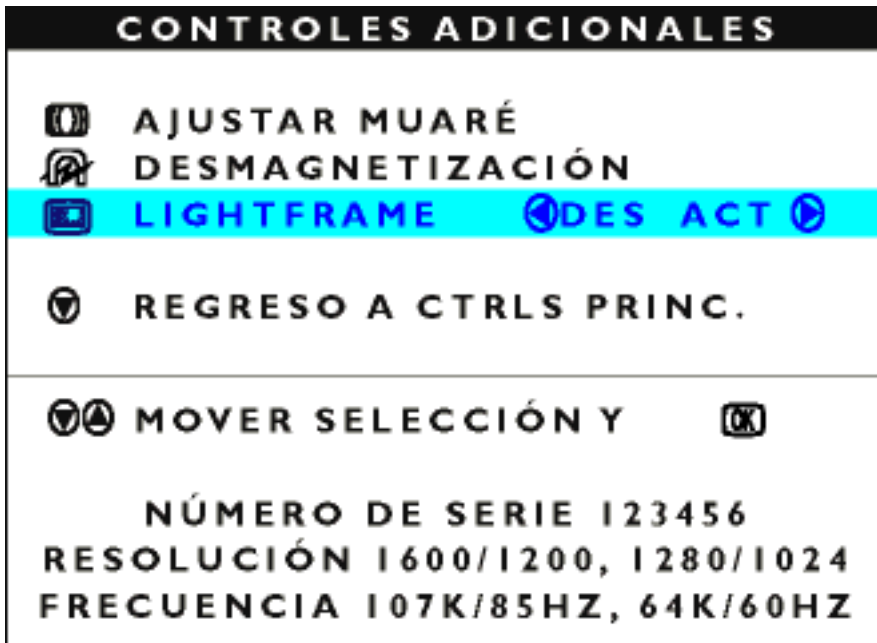 CONTROLES ADICIONALES
AJUSTAR MUARÉ
DESMAGNETIZACIÓN
LIGHTFRAME DES ACT
REGRESO A CTRLS PRINC.
MOVER SELECCIÓN Y OK
NÚMERO DE SERIE 123456
RESOLUCIÓN 1600/1200, 1280/1024
FRECUENCIA 107K/85HZ, 64K/60HZ